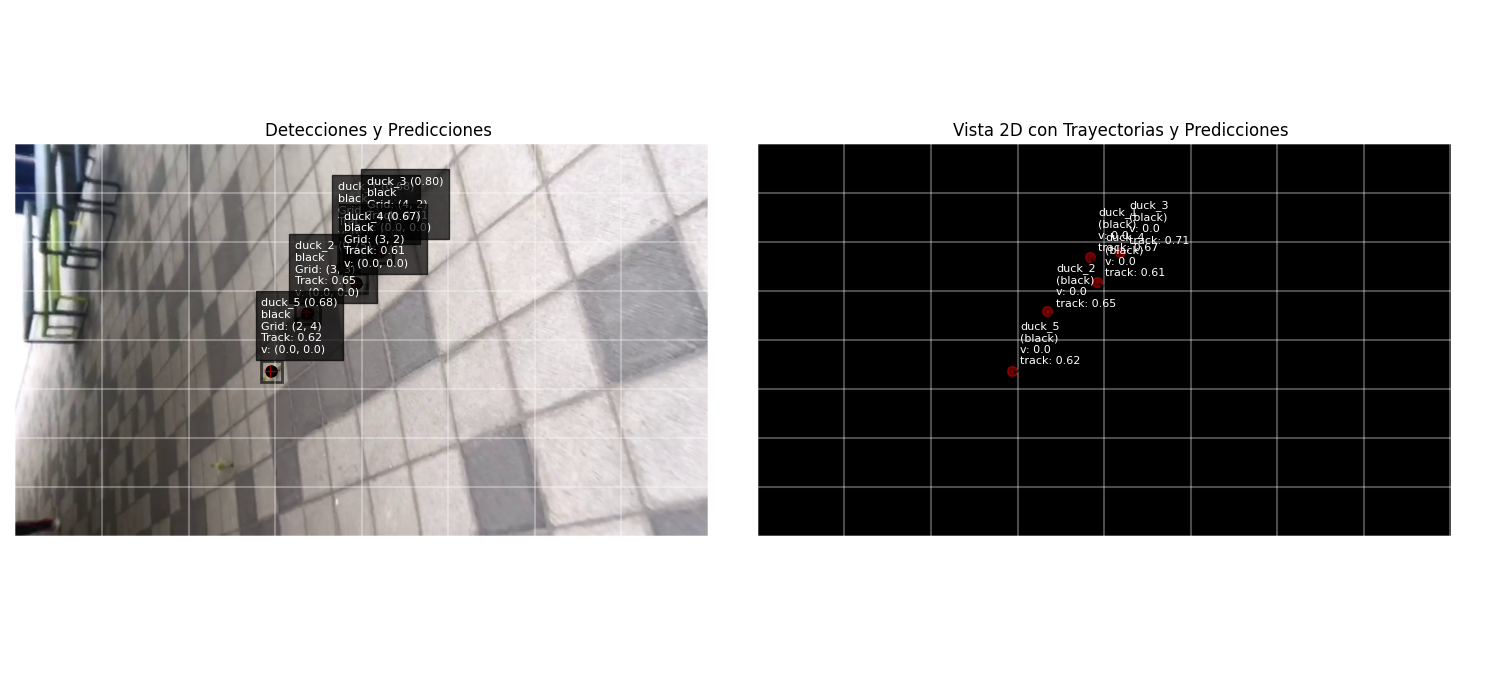 Detecciones y Predicciones
duck_3 (0.80)
black
Grid: (4, 2)
duck
blac
duck_4 (0.67)
black
Grid: (3, 2)
Track: 0.61
v: (0.0, 0.0)
duck_2
black
Grid: (3,
Track: 0.65
v: (0.0, 0.0)
duck_5 (0.68)
black
Grid: (2, 4)
Track: 0.62
v: (0.0, 0.0)
Vista 2D con Trayectorias y Predicciones
duck_3
(black)
v: 0.0
track: 0.71
(black)
v: 0.0
track: 0.67
(black)
v: 0.0
track: 0.61
duck_2
(black)
v: 0.0
track: 0.65
duck_5
(black)
v: 0.0
track: 0.62